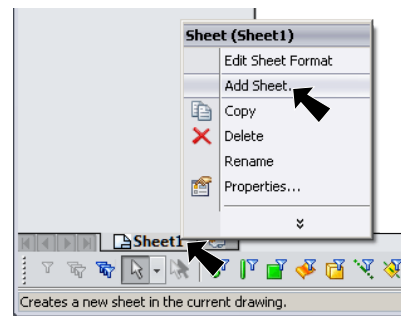 Sheet (Sheet1)
Edit Sheet Format
Add Sheet...
Copy
Delete
Rename
Properties...
Sheet1
Creates a new sheet in the current drawing.